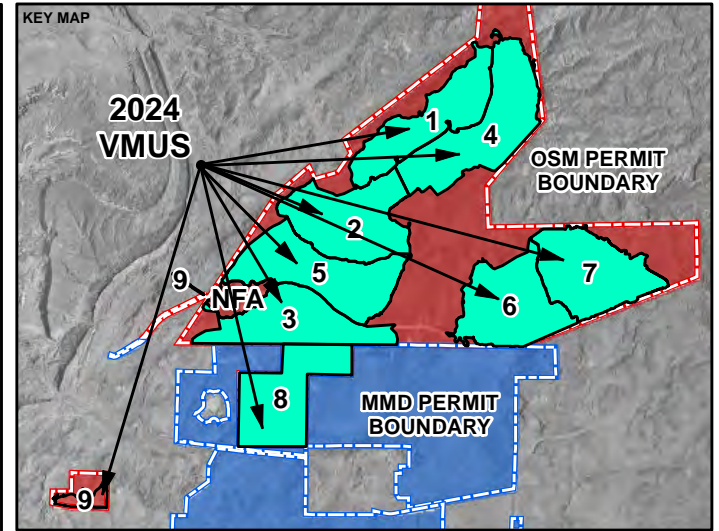 KEY MAP
2024
VMUS
1
4
OSM PERMIT
BOUNDARY
2
7
5
9
NFA
6
3
8
MMD PERMIT
BOUNDARY
9